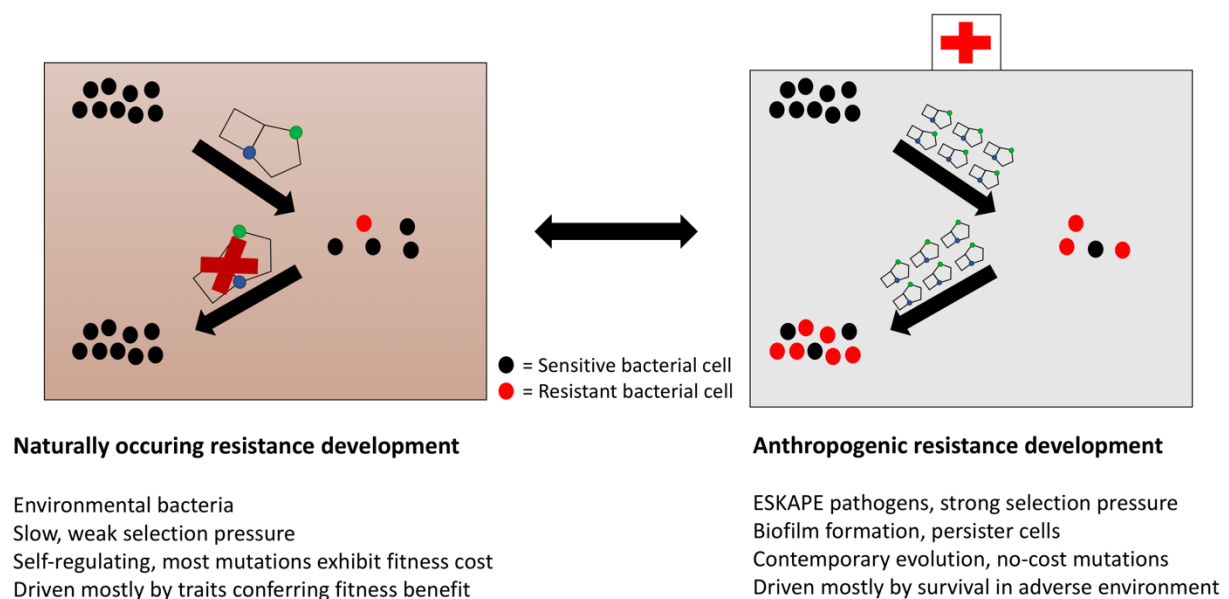 ● = Sensitive bacterial cell
● = Resistant bacterial cell
Naturally occuring resistance development
Environmental bacteria
Slow, weak selection pressure
Self-regulating, most mutations exhibit fitness cost
Driven mostly by traits conferring fitness benefit
Anthropogenic resistance development
ESKAPE pathogens, strong selection pressure
Biofilm formation, persister cells
Contemporary evolution, no-cost mutations
Driven mostly by survival in adverse environment